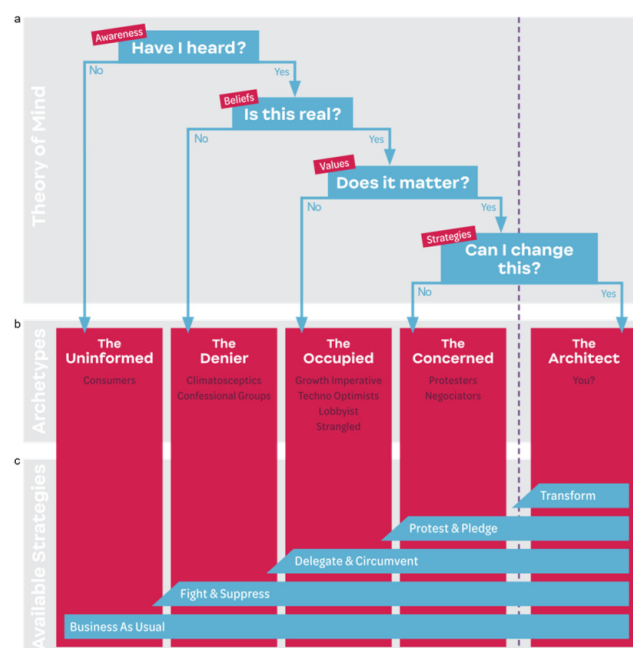 a
Awareness
Have I heard?
No
Yes
Beliefs
Is this real?
No
Yes
Values
Does it matter?
No
Yes
Strategies
Can I change
this?
No
Yes
Theory of Mind
b
Archetypes
The
Uninformed
Consumers
The
Denier
Climatosceptics
Confessional Groups
The
Occupied
Growth Imperative
Techno Optimists
Lobbyist
Strangled
The
Concerned
Protesters
Negociators
The
Architect
You?
c
Available Strategies
Transform
Protest & Pledge
Delegate & Circumvent
Fight & Suppress
Business As Usual